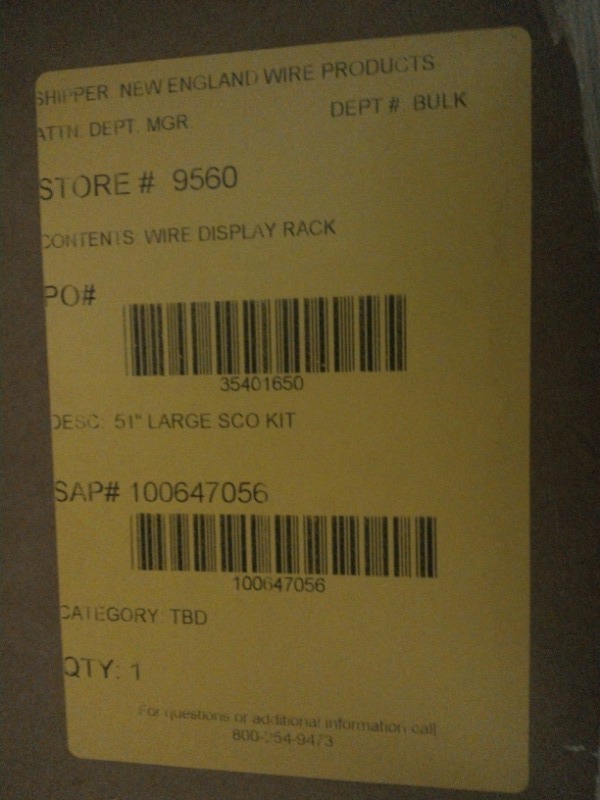 SHIPPER NEW ENGLAND WIRE PRODUCTS
ATTN: DEPT. MGR. DEPT # BULK
STORE # 9560
CONTENTS: WIRE DISPLAY RACK
PO#
35401650
DESC: 51" LARGE SCO KIT
SAP# 100647056
100647056
CATEGORY: TBD
QTY: 1
For questions or additional information call
800-254-9473